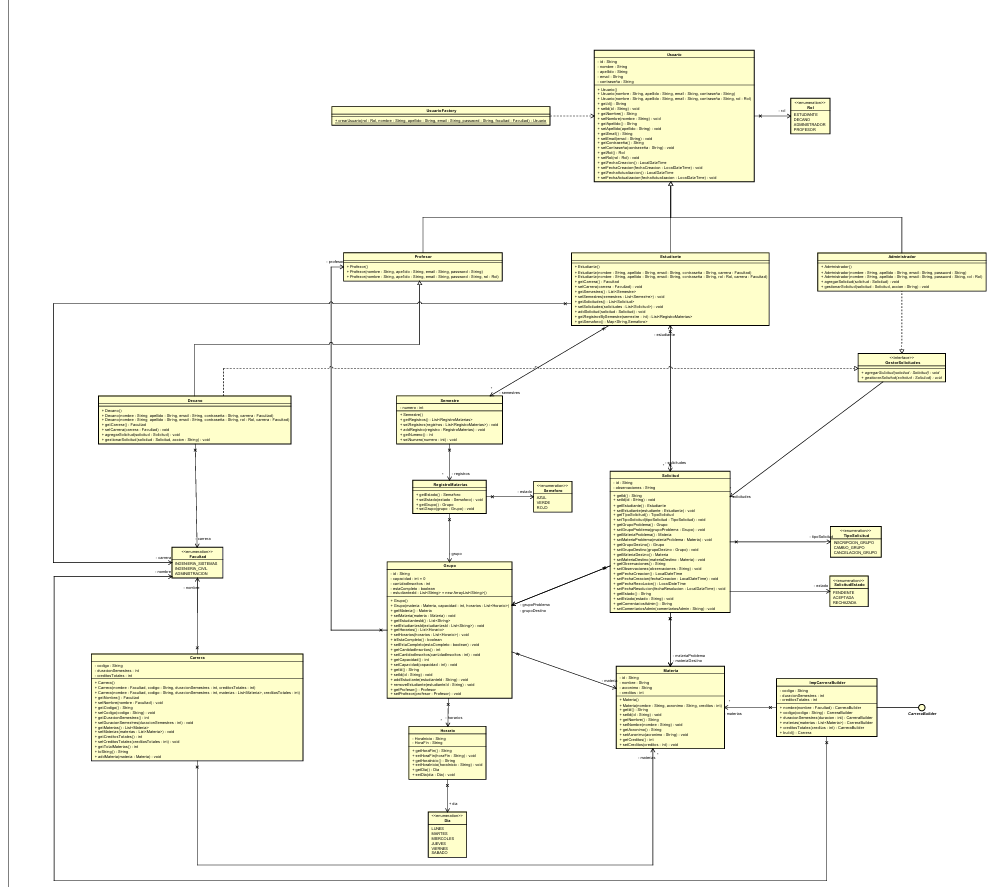 Usuario
- id : String
- nombre : String
- apellido : String
- email : String
- contraseña : String
+ Usuario()
+ Usuario(nombre : String, apellido : String, email : String, contraseña : String)
+ Usuario(nombre : String, apellido : String, email : String, contraseña : String, rol : Rol)
+ getId() : String
+ setId(id : String) : void
+ getNombre() : String
+ setNombre(nombre : String) : void
+ getApellido() : String
+ setApellido(apellido : String) : void
+ getEmail() : String
+ setEmail(email : String) : void
+ getContraseña() : String
+ setContraseña(contraseña : String) : void
+ getRol() : Rol
+ setRol(rol : Rol) : void
+ getFechaCreacion() : LocalDateTime
+ setFechaCreacion(fechaCreacion : LocalDateTime) : void
+ getFechaActualizacion() : LocalDateTime
+ setFechaActualizacion(fechaActualizacion : LocalDateTime) : void
- rol
<<enumeration>>
Rol
ESTUDIANTE
DECANO
ADMINISTRADOR
PROFESOR
UsuarioFactory
+ crearUsuario(rol : Rol, nombre : String, apellido : String, email : String, password : String, facultad : Facultad) : Usuario
- profesor
Profesor
+ Profesor()
+ Profesor(nombre : String, apellido : String, email : String, password : String)
+ Profesor(nombre : String, apellido : String, email : String, password : String, rol : Rol)
Estudiante
+ Estudiante()
+ Estudiante(nombre : String, apellido : String, email : String, contraseña : String, carrera : Facultad)
+ Estudiante(nombre : String, apellido : String, email : String, contraseña : String, rol : Rol, carrera : Facultad)
+ getCarrera() : Facultad
+ setCarrera(carrera : Facultad) : void
+ getSemestres() : List<Semestre>
+ setSemestres(semestres : List<Semestre>) : void
+ getSolicitudes() : List<Solicitud>
+ setSolicitudes(solicitudes : List<Solicitud>) : void
+ addSolicitud(solicitud : Solicitud) : void
+ getRegistrosBySemestre(semestre : int) : List<RegistroMaterias>
+ getSemaforo() : Map<String,Semaforo>
Administrador
+ Administrador()
+ Administrador(nombre : String, apellido : String, email : String, password : String)
+ Administrador(nombre : String, apellido : String, email : String, password : String, rol : Rol)
+ agregarSolicitud(solicitud : Solicitud) : void
+ gestionarSolicitud(solicitud : Solicitud, accion : String) : void
- estudiante
<<interface>>
GestorSolicitudes
+ agregarSolicitud(solicitud : Solicitud) : void
+ gestionarSolicitud(solicitud : Solicitud) : void
Decano
+ Decano()
+ Decano(nombre : String, apellido : String, email : String, contraseña : String, carrera : Facultad)
+ Decano(nombre : String, apellido : String, email : String, contraseña : String, rol : Rol, carrera : Facultad)
+ getCarrera() : Facultad
+ setCarrera(carrera : Facultad) : void
+ agregarSolicitud(solicitud : Solicitud) : void
+ gestionarSolicitud(solicitud : Solicitud, accion : String) : void
- semestres
Semestre
- numero : int
+ Semestre()
+ getRegistros() : List<RegistroMaterias>
+ setRegistros(registros : List<RegistroMaterias>) : void
+ addRegistro(registro : RegistroMaterias) : void
+ getNumero() : int
+ setNumero(numero : int) : void
- registros
RegistroMaterias
+ getEstado() : Semaforo
+ setEstado(estado : Semaforo) : void
+ getGrupo() : Grupo
+ setGrupo(grupo : Grupo) : void
- estado
<<enumeration>>
Semaforo
AZUL
VERDE
ROJO
- solicitudes
Solicitud
- id : String
- observaciones : String
+ getId() : String
+ setId(id : String) : void
+ getEstudiante() : Estudiante
+ setEstudiante(estudiante : Estudiante) : void
+ getTipoSolicitud() : TipoSolicitud
+ setTipoSolicitud(tipoSolicitud : TipoSolicitud) : void
+ getGrupoProblema() : Grupo
+ setGrupoProblema(grupoProblema : Grupo) : void
+ getMateriaProblema() : Materia
+ setMateriaProblema(materiaProblema : Materia) : void
+ getGrupoDestino() : Grupo
+ setGrupoDestino(grupoDestino : Grupo) : void
+ getMateriaDestino() : Materia
+ setMateriaDestino(materiaDestino : Materia) : void
+ getObservaciones() : String
+ setObservaciones(observaciones : String) : void
+ getFechaCreacion() : LocalDateTime
+ setFechaCreacion(fechaCreacion : LocalDateTime) : void
+ getFechaResolucion() : LocalDateTime
+ setFechaResolucion(fechaResolucion : LocalDateTime) : void
+ getEstado() : String
+ setEstado(estado : String) : void
+ getComentariosAdmin() : String
+ setComentariosAdmin(comentariosAdmin : String) : void
- solicitudes
- tipoSolicitud
<<enumeration>>
TipoSolicitud
INSCRIPCION_GRUPO
CAMBIO_GRUPO
CANCELACION_GRUPO
- estado
<<enumeration>>
SolicitudEstado
PENDIENTE
ACEPTADA
RECHAZADA
- carrera
- carrera
- nombre
- nombre
<<enumeration>>
Facultad
INGENIERIA_SISTEMAS
INGENIERIA_CIVIL
ADMINISTRACION
- grupo
Grupo
- id : String
- capacidad : int = 0
- cantidadInscritos : int
- estaCompleto : boolean
- estudiantesId : List<String> = new ArrayList<String>()
+ Grupo()
+ Grupo(materia : Materia, capacidad : int, horarios : List<Horario>)
+ getMateria() : Materia
+ setMateria(materia : Materia) : void
+ getEstudiantesId() : List<String>
+ setEstudiantesId(estudiantesId : List<String>) : void
+ getHorarios() : List<Horario>
+ setHorarios(horarios : List<Horario>) : void
+ isEstaCompleto() : boolean
+ setEstaCompleto(estaCompleto : boolean) : void
+ getCantidadInscritos() : int
+ setCantidadInscritos(cantidadInscritos : int) : void
+ getCapacidad() : int
+ setCapacidad(capacidad : int) : void
+ getId() : String
+ setId(id : String) : void
+ addEstudiante(estudianteId : String) : void
+ removeEstudiante(estudianteId : String) : void
+ getProfesor() : Profesor
+ setProfesor(profesor : Profesor) : void
- grupoProblema
- grupoDestino
- materiaProblema
- materiaDestino
- materia
Carrera
- codigo : String
- duracionSemestres : int
- creditosTotales : int
+ Carrera()
+ Carrera(nombre : Facultad, codigo : String, duracionSemestres : int, creditosTotales : int)
+ Carrera(nombre : Facultad, codigo : String, duracionSemestres : int, materias : List<Materia>, creditosTotales : int)
+ getNombre() : Facultad
+ setNombre(nombre : Facultad) : void
+ getCodigo() : String
+ setCodigo(codigo : String) : void
+ getDuracionSemestres() : int
+ setDuracionSemestres(duracionSemestres : int) : void
+ getMaterias() : List<Materia>
+ setMaterias(materias : List<Materia>) : void
+ getCreditosTotales() : int
+ setCreditosTotales(creditosTotales : int) : void
+ getTotalMaterias() : int
+ toString() : String
+ addMateria(materia : Materia) : void
Materia
- id : String
- nombre : String
- acronimo : String
- creditos : int
+ Materia()
+ Materia(nombre : String, acronimo : String, creditos : int)
+ getId() : String
+ setId(id : String) : void
+ getNombre() : String
+ setNombre(nombre : String) : void
+ getAcronimo() : String
+ setAcronimo(acronimo : String) : void
+ getCreditos() : int
+ setCreditos(creditos : int) : void
- materias
- materias
ImpCarreraBuilder
- codigo : String
- duracionSemestres : int
- creditosTotales : int
+ nombre(nombre : Facultad) : CarreraBuilder
+ codigo(codigo : String) : CarreraBuilder
+ duracionSemestres(duracion : int) : CarreraBuilder
+ materias(materias : List<Materia>) : CarreraBuilder
+ creditosTotales(creditos : int) : CarreraBuilder
+ build() : Carrera
CarreraBuilder
- horarios
Horario
- HoraInicio : String
- HoraFin : String
+ getHoraFin() : String
+ setHoraFin(horaFin : String) : void
+ getHoraInicio() : String
+ setHoraInicio(horaInicio : String) : void
+ getDia() : Dia
+ setDia(dia : Dia) : void
- dia
<<enumeration>>
Dia
LUNES
MARTES
MIERCOLES
JUEVES
VIERNES
SABADO